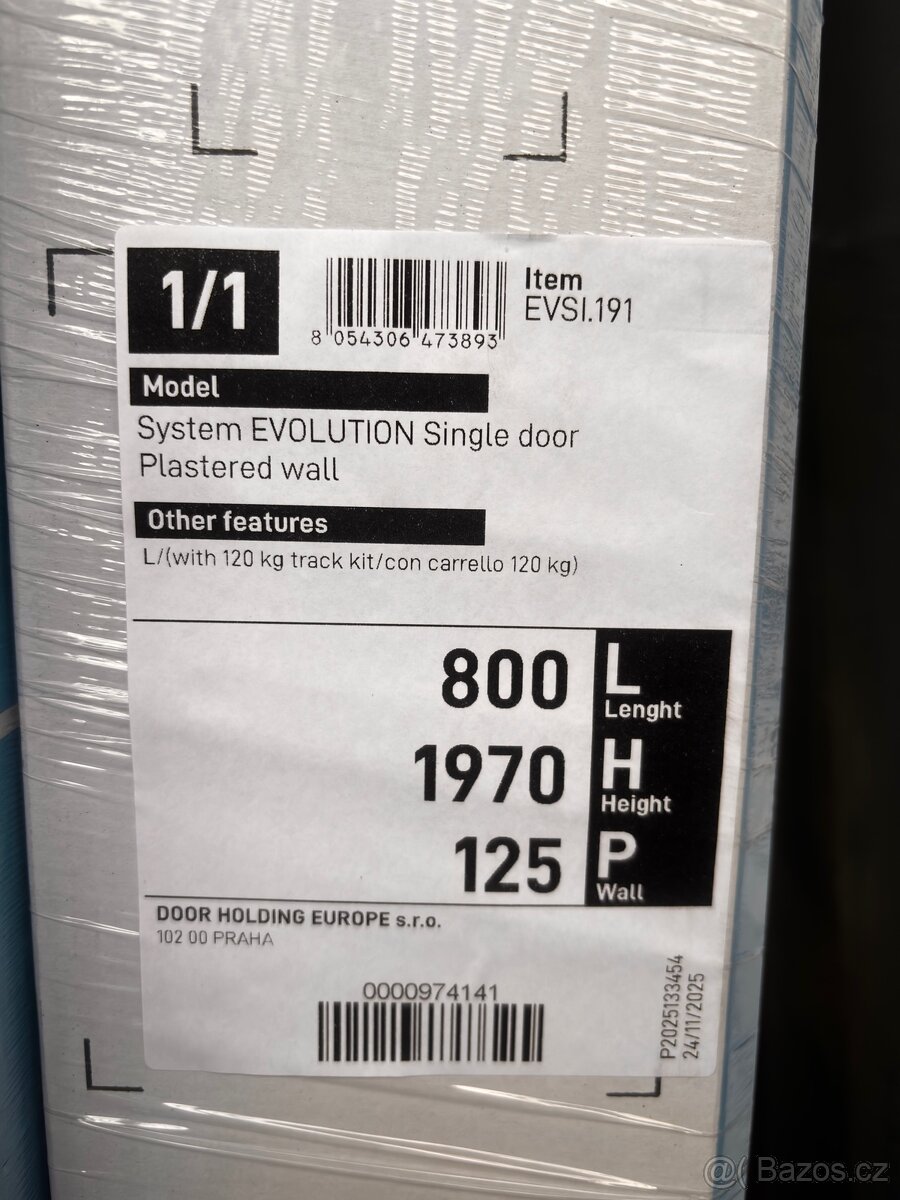 1/1
8 054306 473893
Item
EVSI.191
Model
System EVOLUTION Single door
Plastered wall
Other features
L/(with 120 kg track kit/con carrello 120 kg)
800 L
Lenght
1970 H
Height
125 P
Wall
DOOR HOLDING EUROPE s.r.o.
102 00 PRAHA
0000974141
P2025133454
24/11/2025
@( Bazos.cz